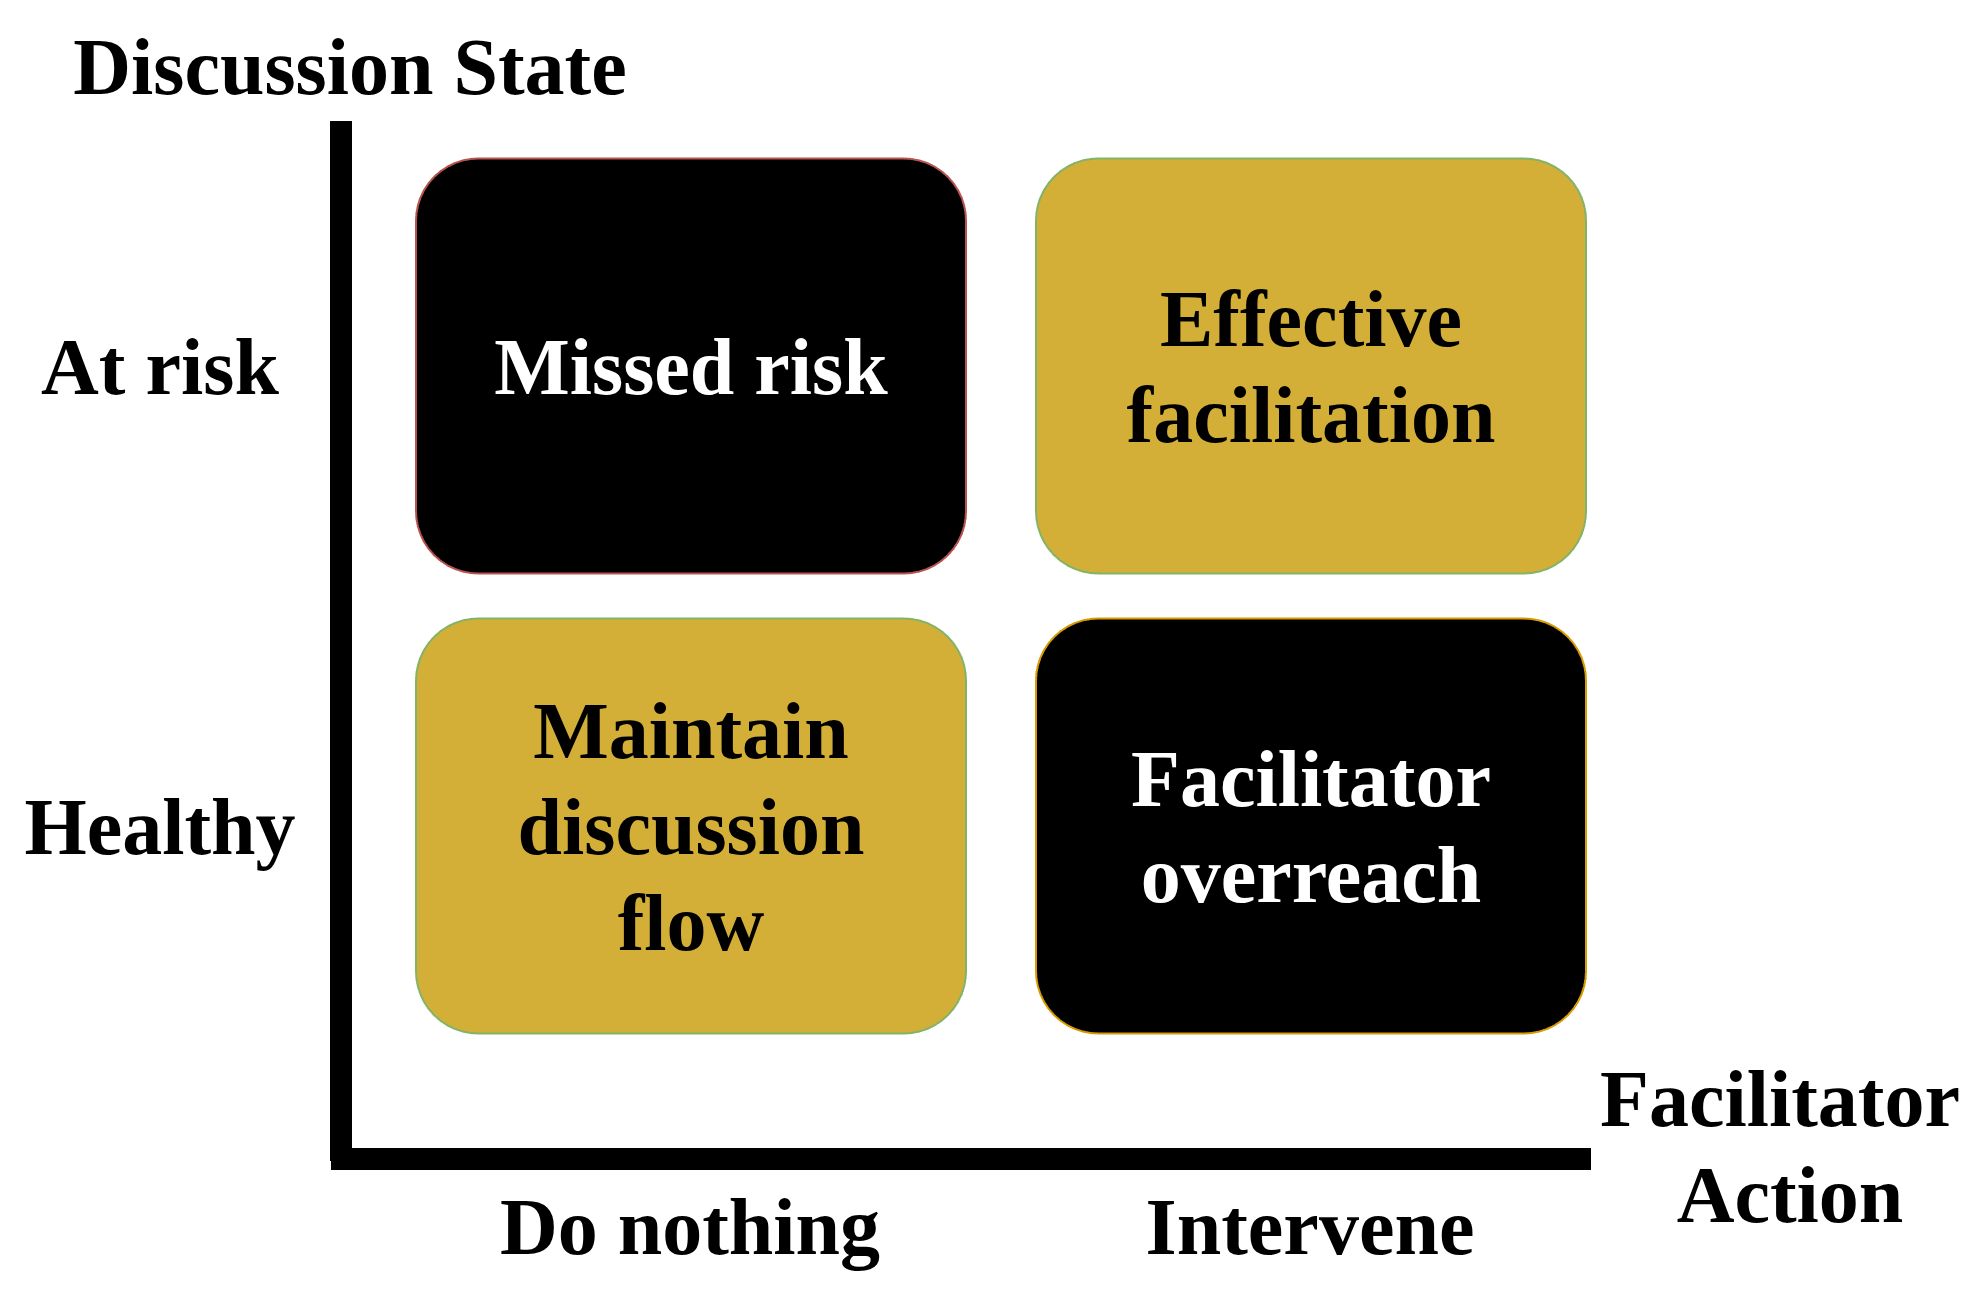 Discussion State
At risk
Missed risk
Effective
facilitation
Healthy
Maintain
discussion
flow
Facilitator
overreach
Facilitator
Action
Do nothing
Intervene